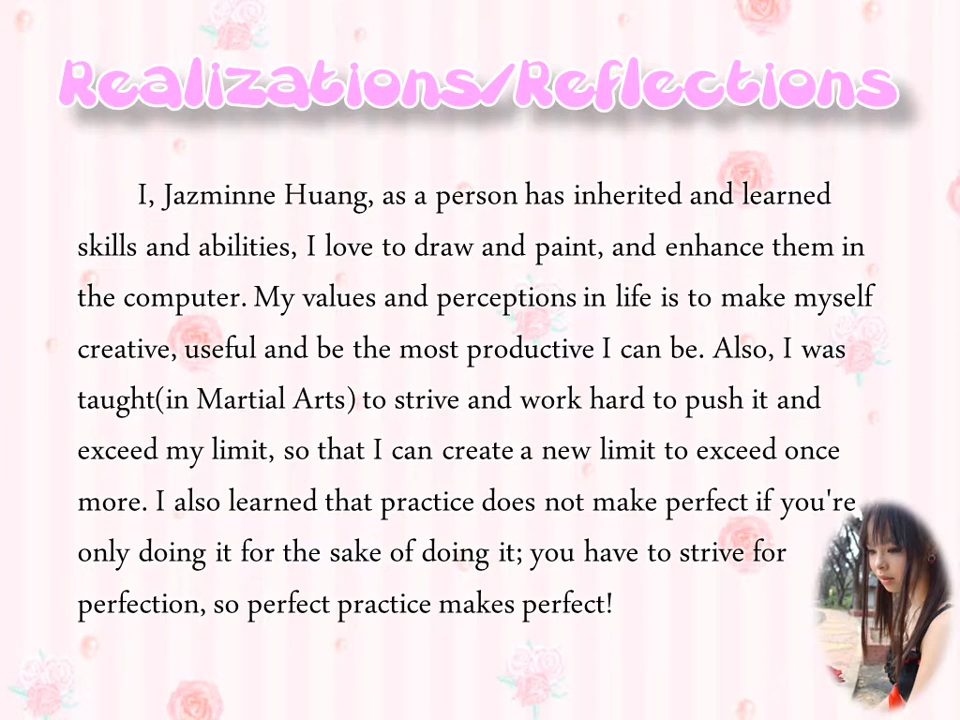 Realizations/Reflections
I, Jazminne Huang, as a person has inherited and learned
skills and abilities, I love to draw and paint, and enhance them in
the computer. My values and perceptions in life is to make myself
creative, useful and be the most productive I can be. Also, I was
taught(in Martial Arts) to strive and work hard to push it and
exceed my limit, so that I can create a new limit to exceed once
more. I also learned that practice does not make perfect if you're
only doing it for the sake of doing it; you have to strive for
perfection, so perfect practice makes perfect!